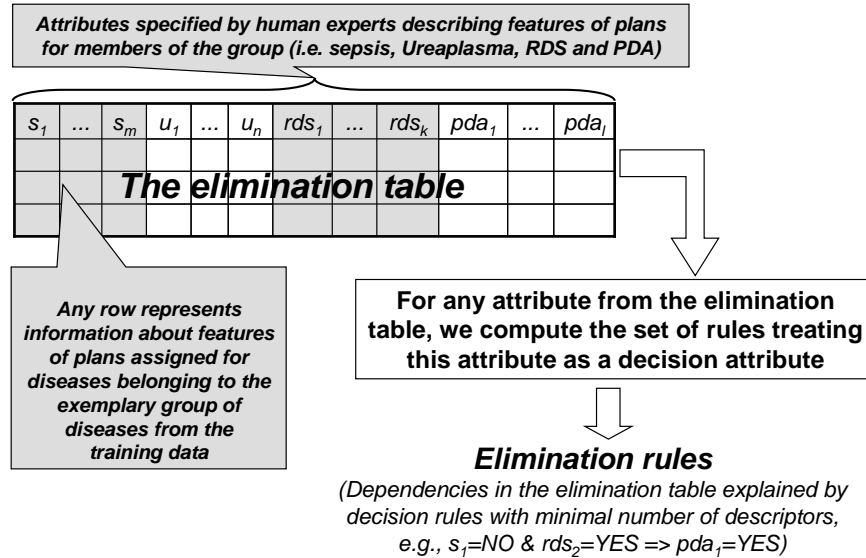 Attributes specified by human experts describing features of plans
for members of the group (i.e. sepsis, Ureaplasma, RDS and PDA)
s1 ... sm u1 ... un rds1 ... rdsk pda1 ... pdal
The elimination table
Any row represents
information about features
of plans assigned for
diseases belonging to the
exemplary group of
diseases from the
training data
For any attribute from the elimination
table, we compute the set of rules treating
this attribute as a decision attribute
Elimination rules
(Dependencies in the elimination table explained by
decision rules with minimal number of descriptors,
e.g., s1=NO & rds2=YES => pda1=YES)